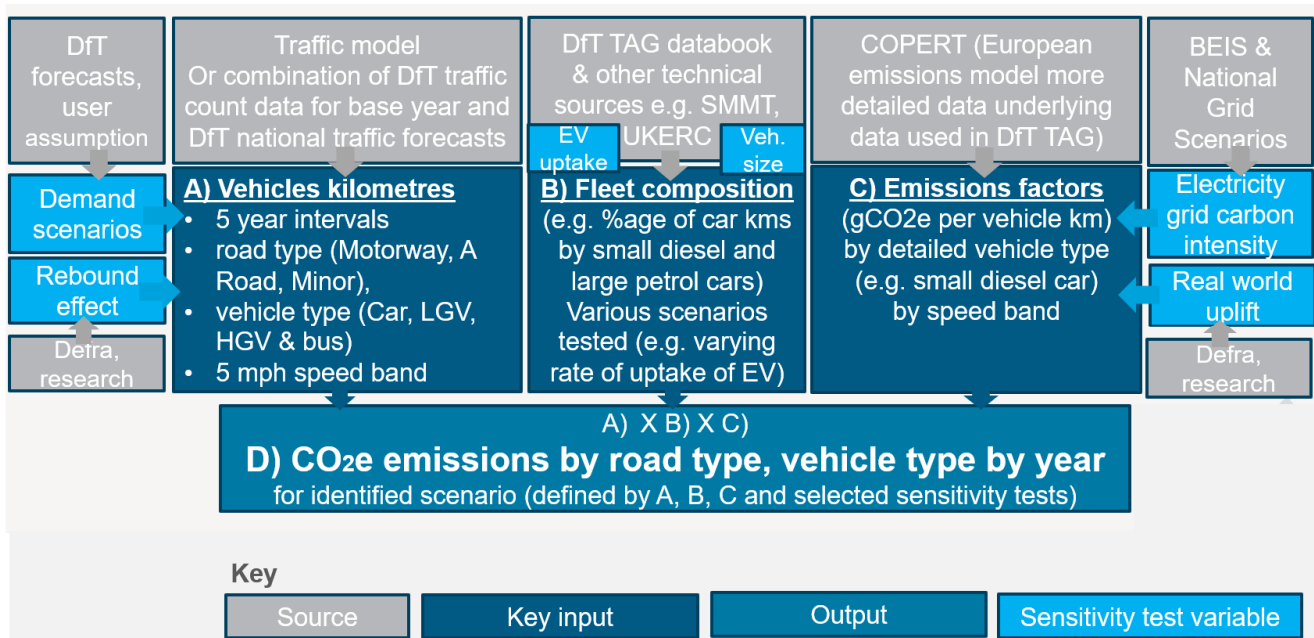 DfT
forecasts,
user
assumption
Traffic model
Or combination of DfT traffic
count data for base year and
DfT national traffic forecasts
DfT TAG databook
& other technical
sources e.g. SMMT,
UKERC
EV
uptake
Veh.
size
COPERT (European
emissions model more
detailed data underlying
data used in DfT TAG)
BEIS &
National
Grid
Scenarios
Demand
scenarios
Rebound
effect
Defra,
research
A) Vehicles kilometres
• 5 year intervals
• road type (Motorway, A
Road, Minor),
• vehicle type (Car, LGV,
HGV & bus)
• 5 mph speed band
B) Fleet composition
(e.g. %age of car kms
by small diesel and
large petrol cars)
Various scenarios
tested (e.g. varying
rate of uptake of EV)
C) Emissions factors
(gCO2e per vehicle km)
by detailed vehicle type
(e.g. small diesel car)
by speed band
Electricity
grid carbon
intensity
Real world
uplift
Defra,
research
A) X B) X C)
D) CO2e emissions by road type, vehicle type by year
for identified scenario (defined by A, B, C and selected sensitivity tests)
Key
Source
Key input
Output
Sensitivity test variable